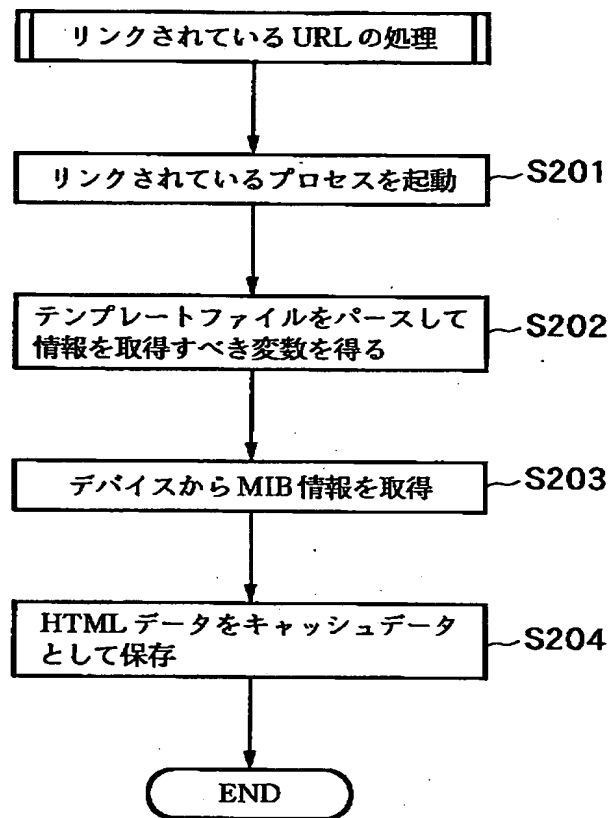 リンクされているURLの処理
リンクされているプロセスを起動
S201
テンプレートファイルをパースして
情報を取得すべき変数を得る
S202
デバイスからMIB情報を取得
S203
HTMLデータをキャッシュデータ
として保存
S204
END